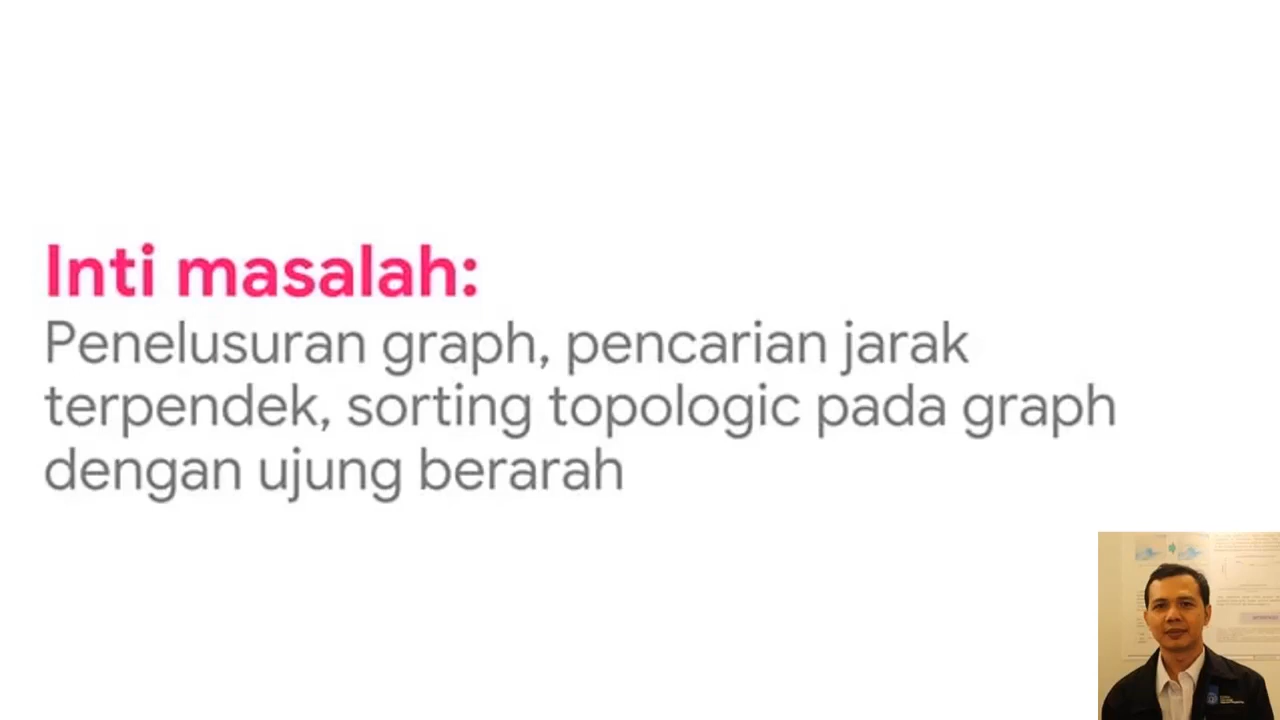 Inti masalah:
Penelusuran graph, pencarian jarak
terpendek, sorting topologic pada graph
dengan ujung berarah